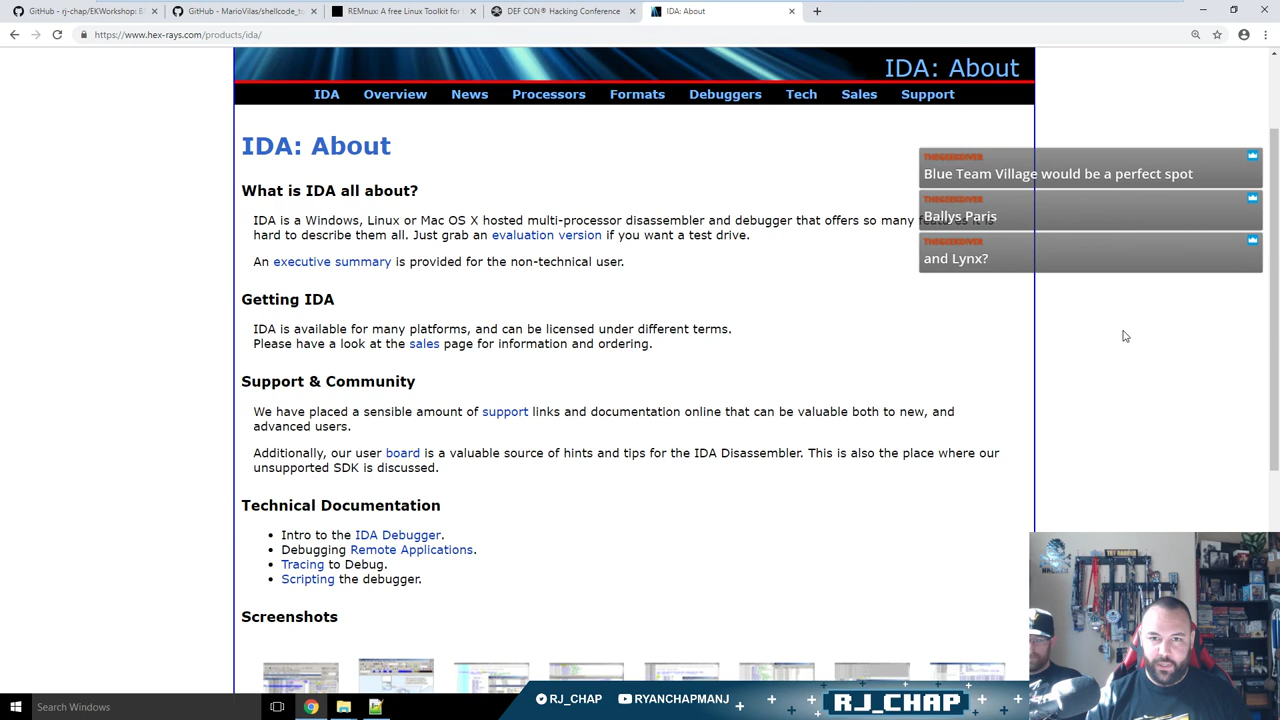 GitHub - rj-chap/EKWorkshop: E
GitHub - MarioVilas/shellcode_to
REMnux: A free Linux Toolkit for
DEF CON® Hacking Conference
IDA: About
https://www.hex-rays.com/products/ida/
IDA: About
IDA Overview News Processors Formats Debuggers Tech Sales Support
IDA: About
What is IDA all about?
IDA is a Windows, Linux or Mac OS X hosted multi-processor disassembler and debugger that offers so many features it is
hard to describe them all. Just grab an evaluation version if you want a test drive.
An executive summary is provided for the non-technical user.
Getting IDA
IDA is available for many platforms, and can be licensed under different terms.
Please have a look at the sales page for information and ordering.
Support & Community
We have placed a sensible amount of support links and documentation online that can be valuable both to new, and
advanced users.
Additionally, our user board is a valuable source of hints and tips for the IDA Disassembler. This is also the place where our
unsupported SDK is discussed.
Technical Documentation
• Intro to the IDA Debugger.
• Debugging Remote Applications.
• Tracing to Debug.
• Scripting the debugger.
Screenshots
THEGEEKDIVER
Blue Team Village would be a perfect spot
THEGEEKDIVER
Ballys Paris
THEGEEKDIVER
and Lynx?
Search Windows
RJ_CHAP
RYANCHAPMANJ
RJ_CHAP